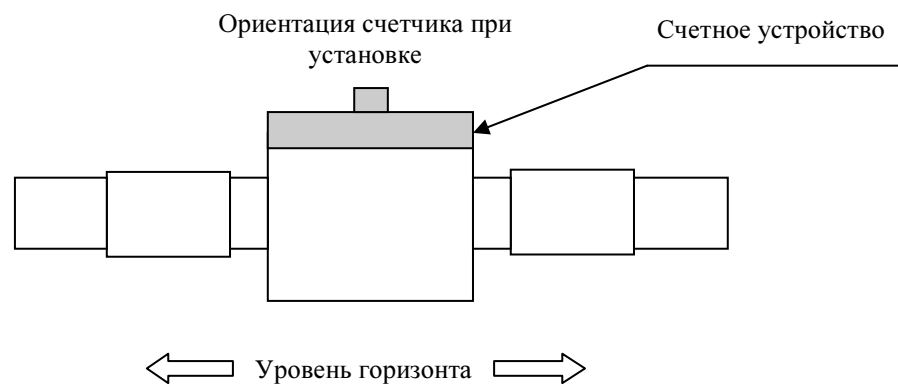 Ориентация счетчика при
установке
Счетное устройство
Уровень горизонта